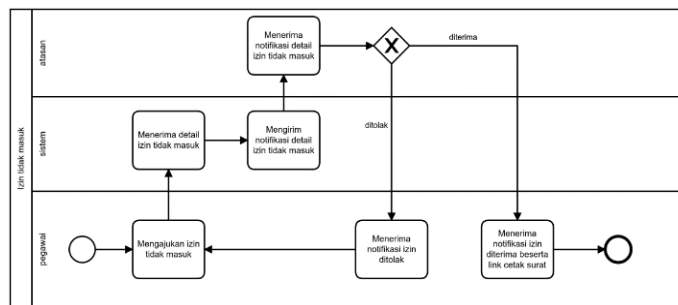 Izin tidak masuk
atasan
Menerima
notifikasi detail
izin tidak masuk
X
diterima
ditolak
sistem
Menerima detail
izin tidak masuk
Mengirim
notifikasi detail
izin tidak masuk
pegawai
Mengajukan izin
tidak masuk
Menerima
notifikasi izin
ditolak
Menerima
notifikasi izin
diterima beserta
link cetak surat